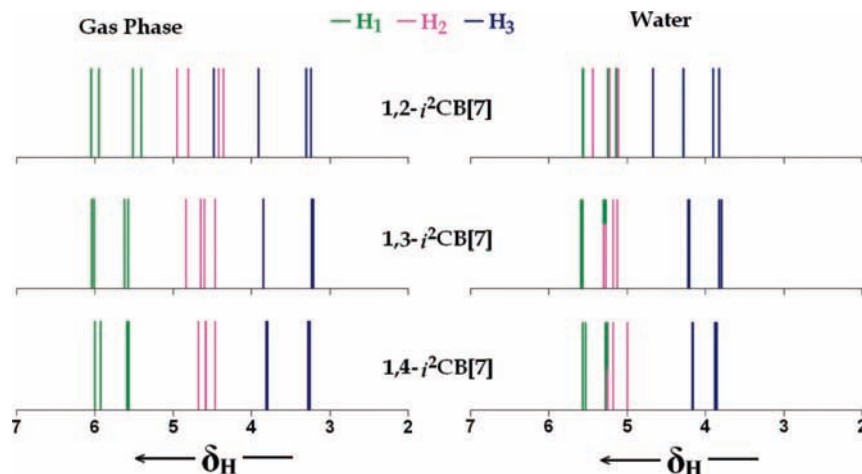 Gas Phase
H₁ H₂ H₃
Water
1,2-i²CB[7]
1,3-i²CB[7]
1,4-i²CB[7]
7 6 5 4 3 2
7 6 5 4 3 2
← δH
← δH